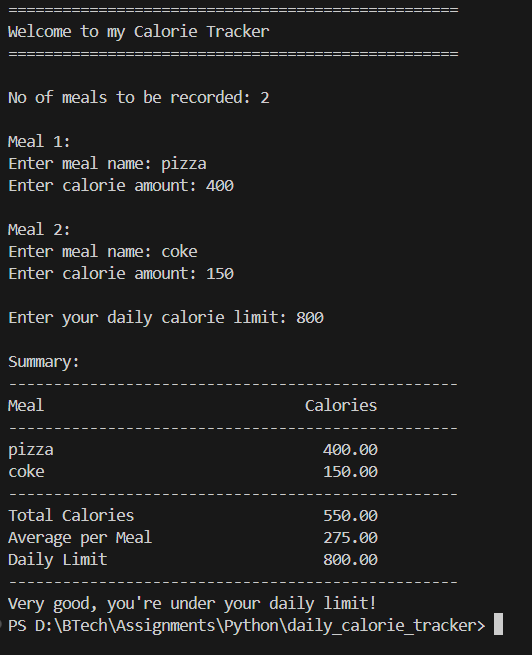 ==================================================
Welcome to my Calorie Tracker
==================================================
No of meals to be recorded: 2
Meal 1:
Enter meal name: pizza
Enter calorie amount: 400
Meal 2:
Enter meal name: coke
Enter calorie amount: 150
Enter your daily calorie limit: 800
Summary:
--------------------------------------------------
Meal                             Calories
--------------------------------------------------
pizza                              400.00
coke                               150.00
--------------------------------------------------
Total Calories                     550.00
Average per Meal                   275.00
Daily Limit                        800.00
--------------------------------------------------
Very good, you're under your daily limit!
PS D:\BTech\Assignments\Python\daily_calorie_tracker>